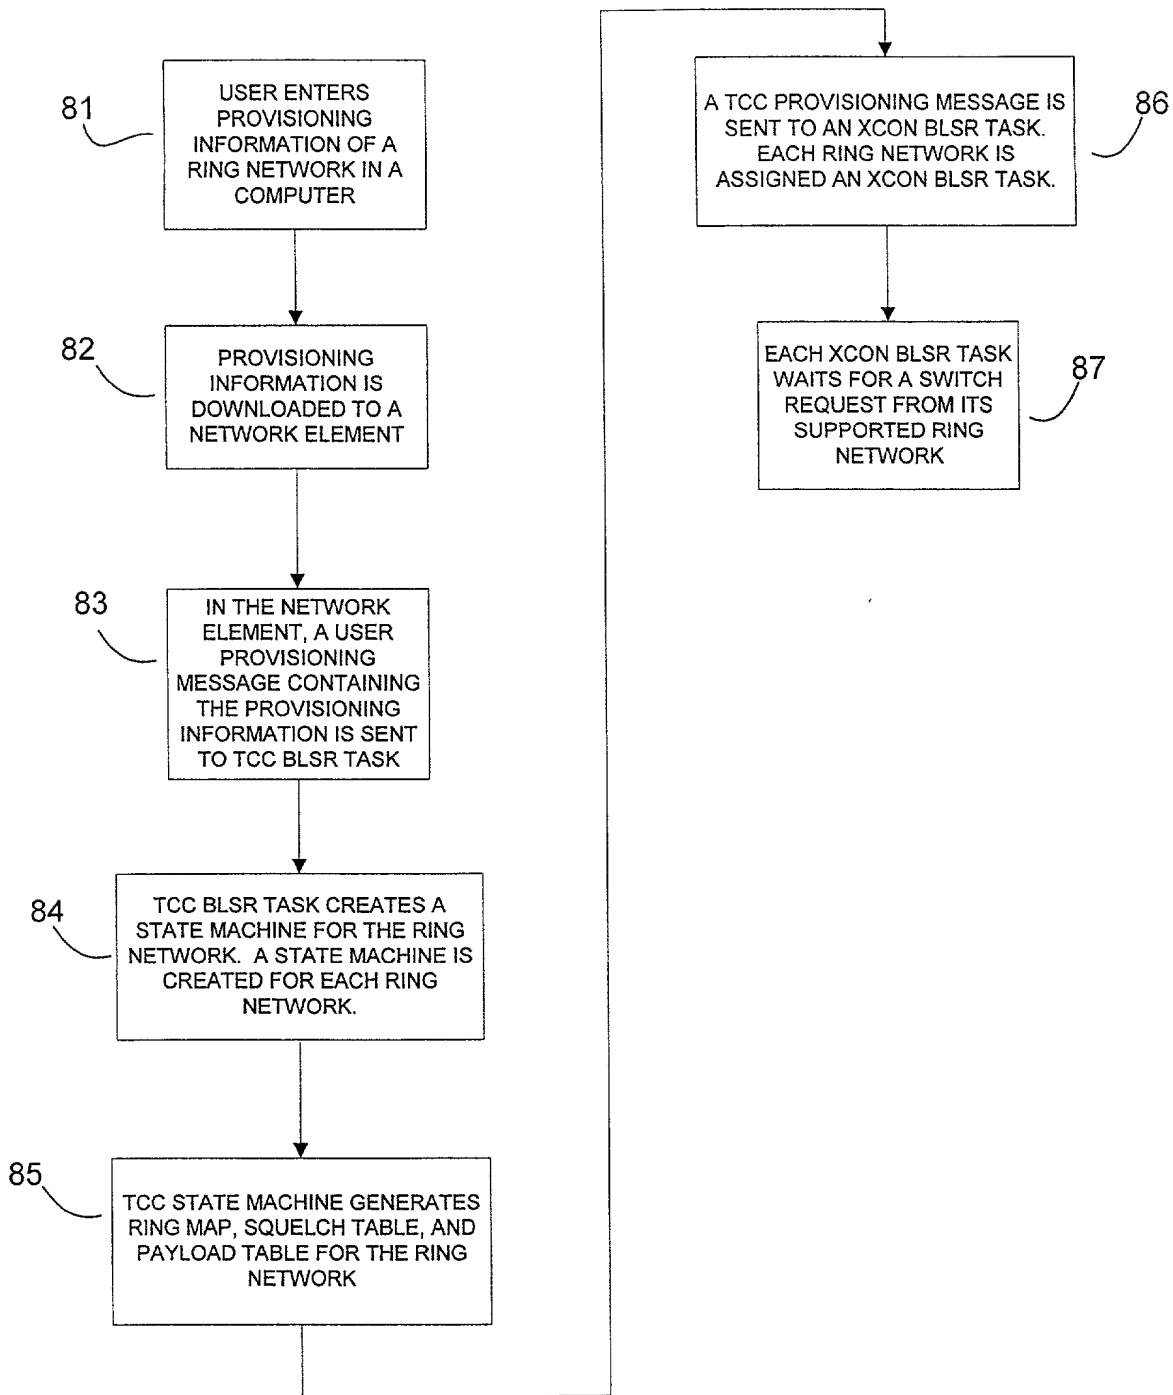 81
USER ENTERS
PROVISIONING
INFORMATION OF A
RING NETWORK IN A
COMPUTER
82
PROVISIONING
INFORMATION IS
DOWNLOADED TO A
NETWORK ELEMENT
83
IN THE NETWORK
ELEMENT, A USER
PROVISIONING
MESSAGE CONTAINING
THE PROVISIONING
INFORMATION IS SENT
TO TCC BLSR TASK
84
TCC BLSR TASK CREATES A
STATE MACHINE FOR THE RING
NETWORK. A STATE MACHINE IS
CREATED FOR EACH RING
NETWORK.
85
TCC STATE MACHINE GENERATES
RING MAP, SQUELCH TABLE, AND
PAYLOAD TABLE FOR THE RING
NETWORK
A TCC PROVISIONING MESSAGE IS
SENT TO AN XCON BLSR TASK.
EACH RING NETWORK IS
ASSIGNED AN XCON BLSR TASK.
86
EACH XCON BLSR TASK
WAITS FOR A SWITCH
REQUEST FROM ITS
SUPPORTED RING
NETWORK
87